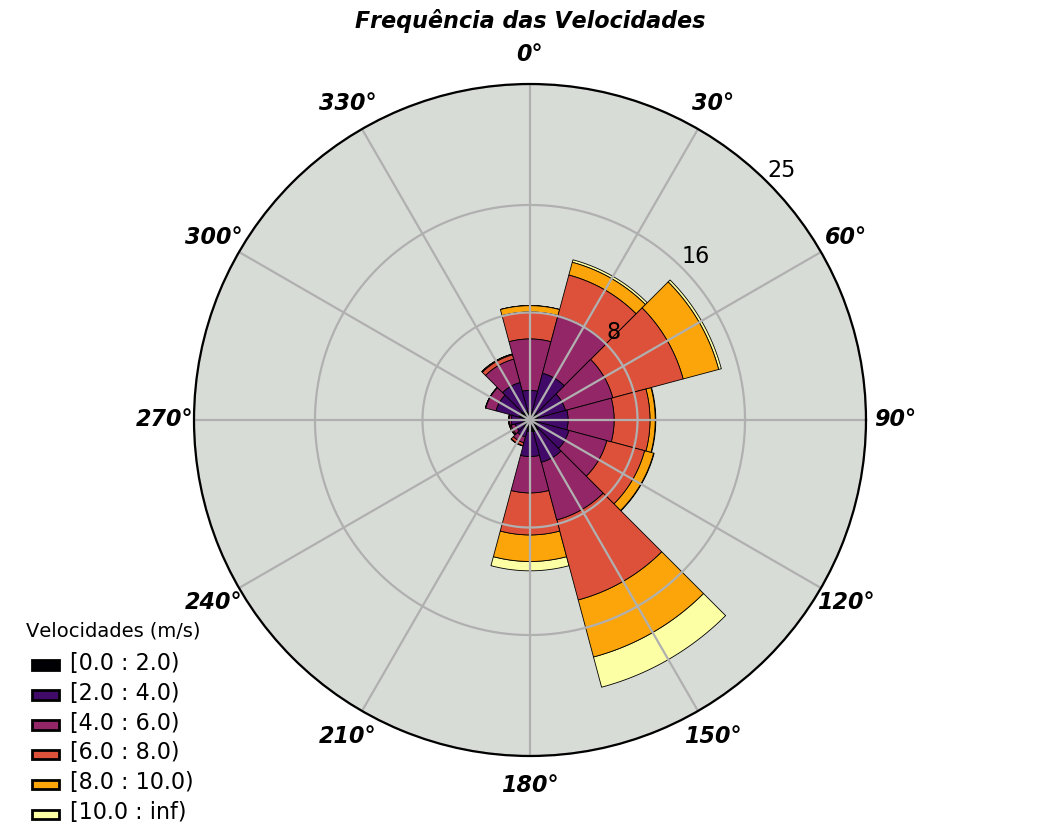 Frequência das Velocidades
0°
330°
30°
25
300°
60°
16
8
270°
90°
240°
120°
210°
150°
180°
Velocidades (m/s)
[0.0 : 2.0)
[2.0 : 4.0)
[4.0 : 6.0)
[6.0 : 8.0)
[8.0 : 10.0)
[10.0 : inf)